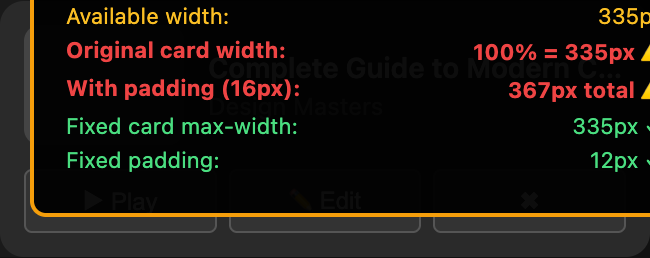 Available width: 335p
Original card width: 100% = 335px ⚠
Complete Guide to Modern C...
With padding (16px): 367px total ⚠
Design Masters
Fixed card max-width: 335px ✓
Fixed padding: 12px ✓
▶ Play ✏️ Edit ✖